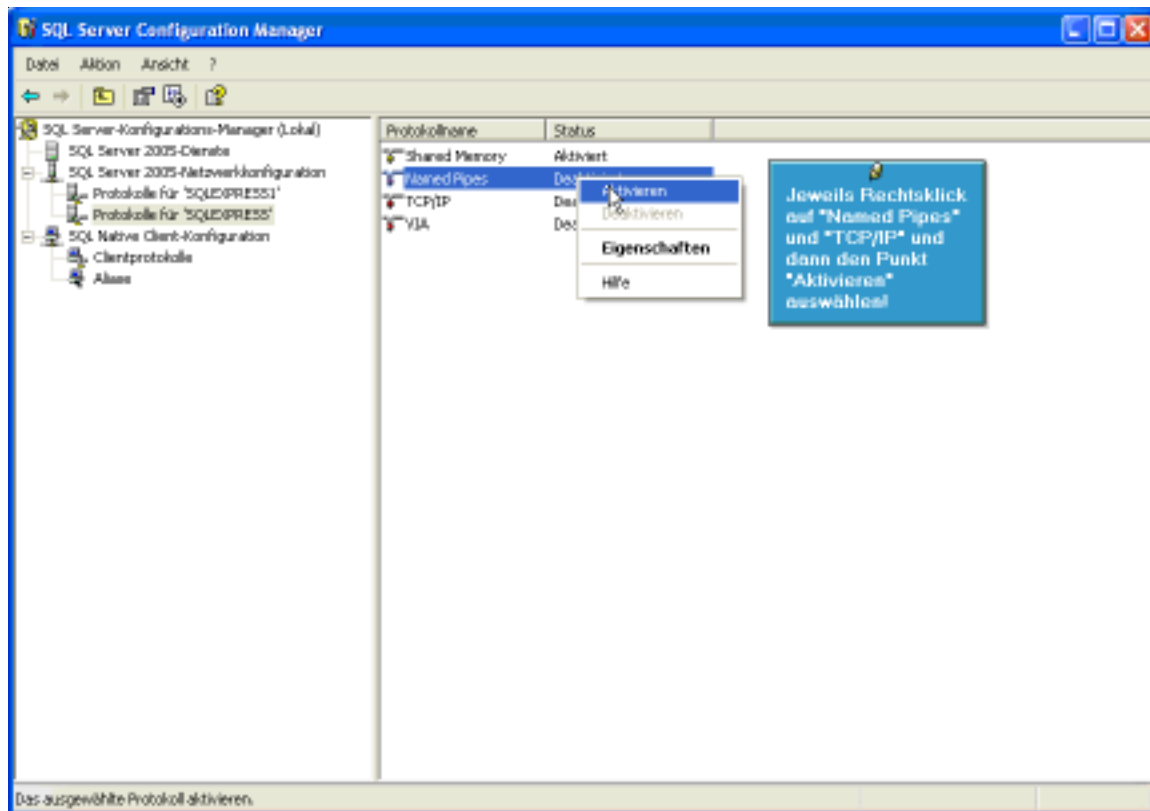 SQL Server Configuration Manager
Datei Aktion Ansicht ?
SQL Server-Konfigurations-Manager (Lokal)
SQL Server 2005-Dienste
SQL Server 2005-Netzwerkkonfiguration
Protokolle für 'SQLEXPRESS1'
Protokolle für 'SQLEXPRESS'
SQL Native Client-Konfiguration
Clientprotokolle
Aliase
Protokollname Status
Shared Memory Aktiviert
Named Pipes
TCP/IP
VIA
Aktivieren
Deaktivieren
Eigenschaften
Hilfe
Jeweils Rechtsklick
auf "Named Pipes"
und "TCP/IP" und
dann den Punkt
"Aktivieren"
auswählen!
Das ausgewählte Protokoll aktivieren.